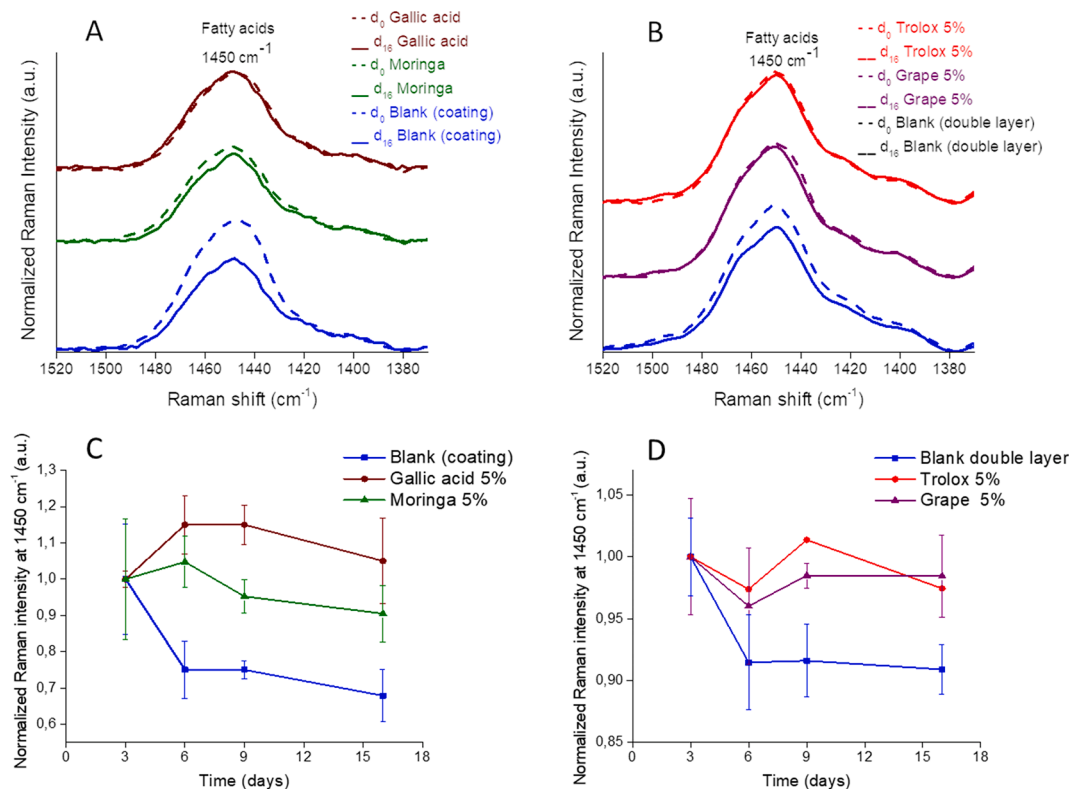 A
Fatty acids
1450 cm⁻¹
d₀ Gallic acid
d₁₆ Gallic acid
d₀ Moringa
d₁₆ Moringa
d₀ Blank (coating)
d₁₆ Blank (coating)
Normalized Raman Intensity (a.u.)
1520 1500 1480 1460 1440 1420 1400 1380
Raman shift (cm⁻¹)
B
Fatty acids
1450 cm⁻¹
d₀ Trolox 5%
d₁₆ Trolox 5%
d₀ Grape 5%
d₁₆ Grape 5%
d₀ Blank (double layer)
d₁₆ Blank (double layer)
Normalized Raman Intensity (a.u.)
1520 1500 1480 1460 1440 1420 1400 1380
Raman shift (cm⁻¹)
C
Blank (coating)
Gallic acid 5%
Moringa 5%
Normalized Raman intensity at 1450 cm⁻¹ (a.u.)
1,3
1,2
1,1
1,0
0,9
0,8
0,7
0,6
0 3 6 9 12 15 18
Time (days)
D
Blank double layer
Trolox 5%
Grape 5%
Normalized Raman intensity at 1450 cm⁻¹ (a.u.)
1,05
1,00
0,95
0,90
0,85
0 3 6 9 12 15 18
Time (days)